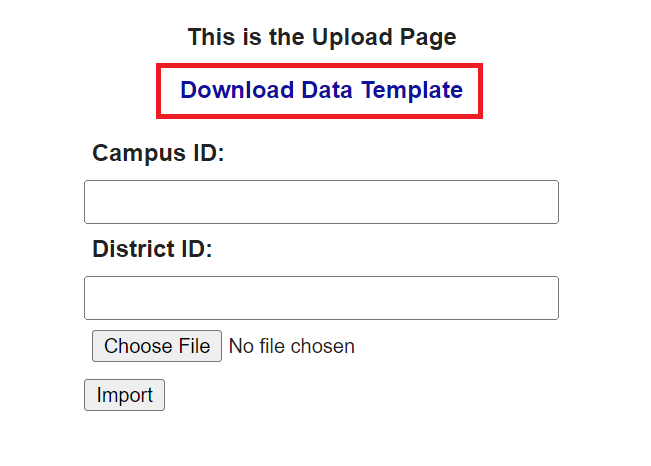 This is the Upload Page
Download Data Template
Campus ID:
District ID:
Choose File No file chosen
Import